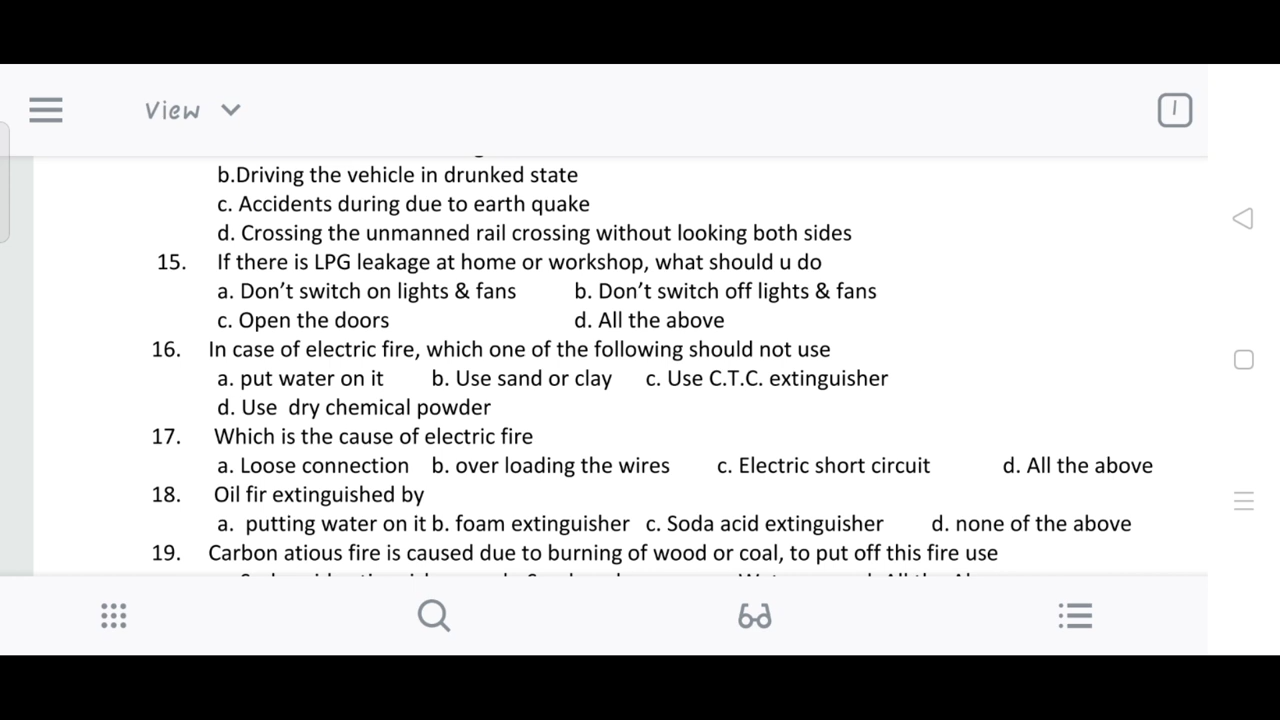 View
b.Driving the vehicle in drunked state
c. Accidents during due to earth quake
d. Crossing the unmanned rail crossing without looking both sides
15. If there is LPG leakage at home or workshop, what should u do
a. Don’t switch on lights & fans b. Don’t switch off lights & fans
c. Open the doors d. All the above
16. In case of electric fire, which one of the following should not use
a. put water on it b. Use sand or clay c. Use C.T.C. extinguisher
d. Use dry chemical powder
17. Which is the cause of electric fire
a. Loose connection b. over loading the wires c. Electric short circuit d. All the above
18. Oil fir extinguished by
a. putting water on it b. foam extinguisher c. Soda acid extinguisher d. none of the above
19. Carbon atious fire is caused due to burning of wood or coal, to put off this fire use